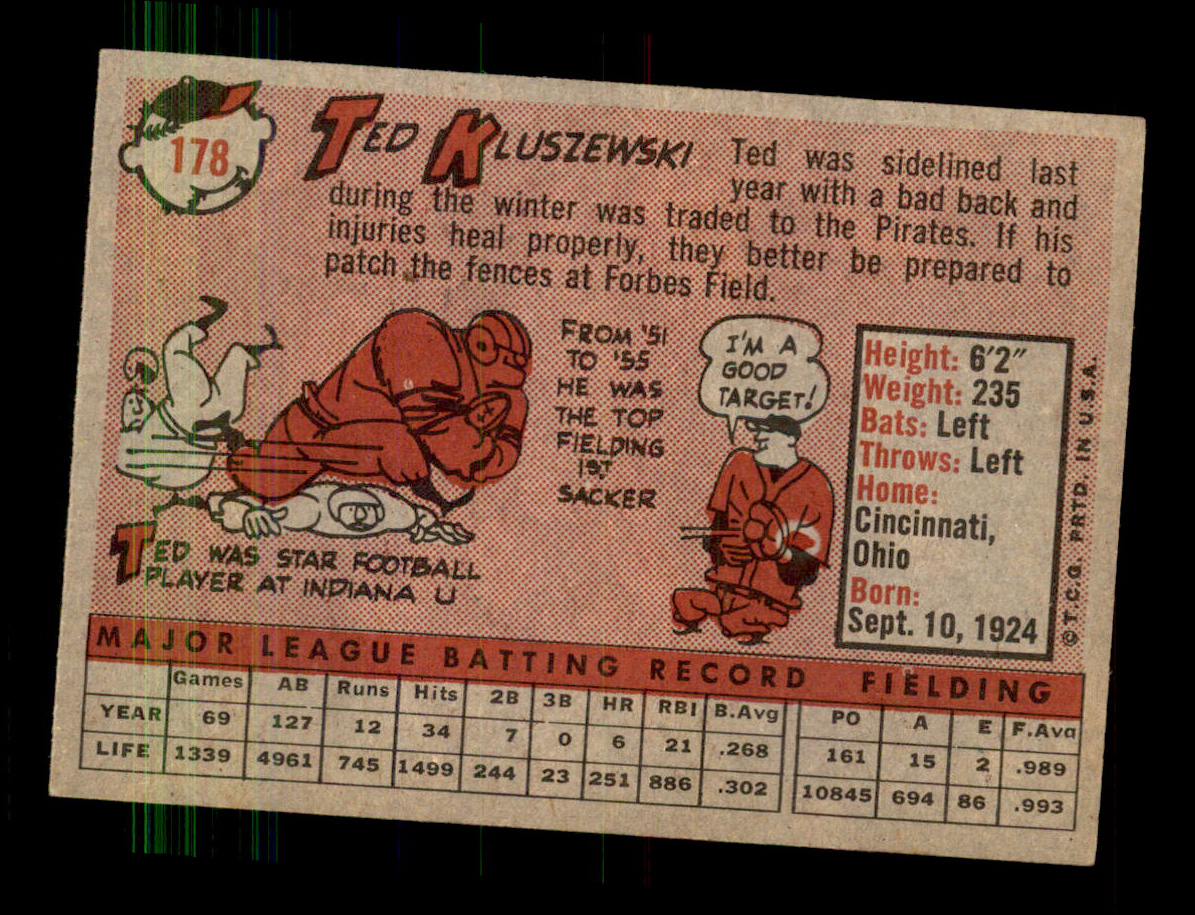 178
TED KLUSZEWSKI
Ted was sidelined last
year with a bad back and
during the winter was traded to the Pirates. If his
injuries heal properly, they better be prepared to
patch the fences at Forbes Field.
FROM '51
TO '55
HE WAS
THE TOP
FIELDING
1ST
SACKER
I'M A
GOOD
TARGET!
TED WAS STAR FOOTBALL
PLAYER AT INDIANA U
Height: 6'2"
Weight: 235
Bats: Left
Throws: Left
Home:
Cincinnati,
Ohio
Born:
Sept. 10, 1924
© T.C.G. PRTD. IN U.S.A.
MAJOR LEAGUE BATTING RECORD FIELDING
Games AB Runs Hits 2B 3B HR RBI B.Avg PO A E F.Avg
YEAR 69 127 12 34 7 0 6 21 .268 161 15 2 .989
LIFE 1339 4961 745 1499 244 23 251 886 .302 10845 694 86 .993